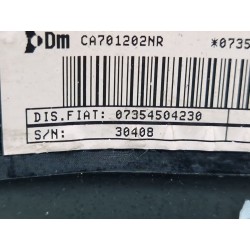 Dm CA701202NR *0735
DIS.FIAT: 07354504230
S/N: 30408